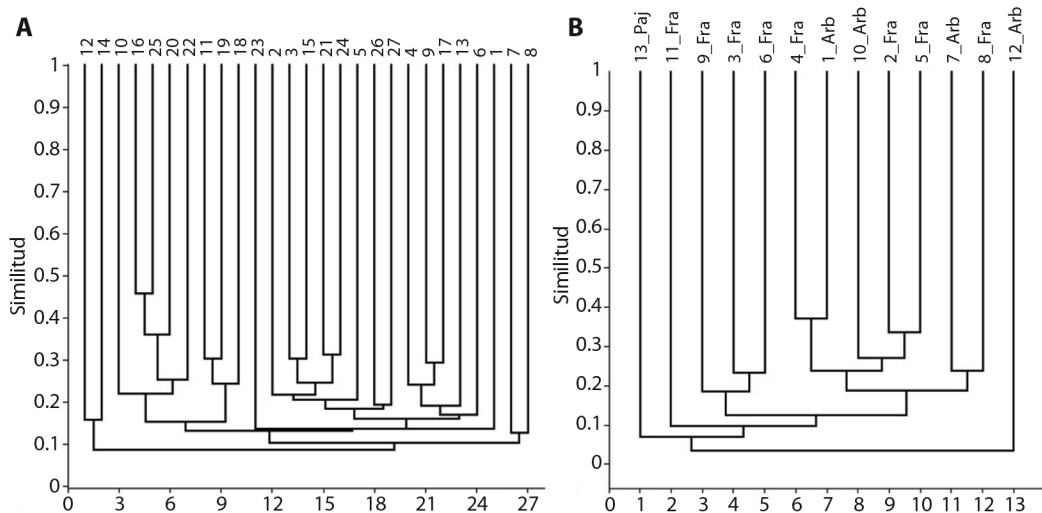 A
12 14 10 16 25 20 22 11 19 18 23 2 3 15 21 24 5 26 27 4 9 17 13 6 1 7 8
1
0.9
0.8
0.7
0.6
0.5
0.4
0.3
0.2
0.1
0
Similitud
0 3 6 9 12 15 18 21 24 27
B
13_Paj 11_Fra 9_Fra 3_Fra 6_Fra 4_Fra 1_Arb 10_Arb 2_Fra 5_Fra 7_Arb 8_Fra 12_Arb
1
0.9
0.8
0.7
0.6
0.5
0.4
0.3
0.2
0.1
0
Similitud
0 1 2 3 4 5 6 7 8 9 10 11 12 13